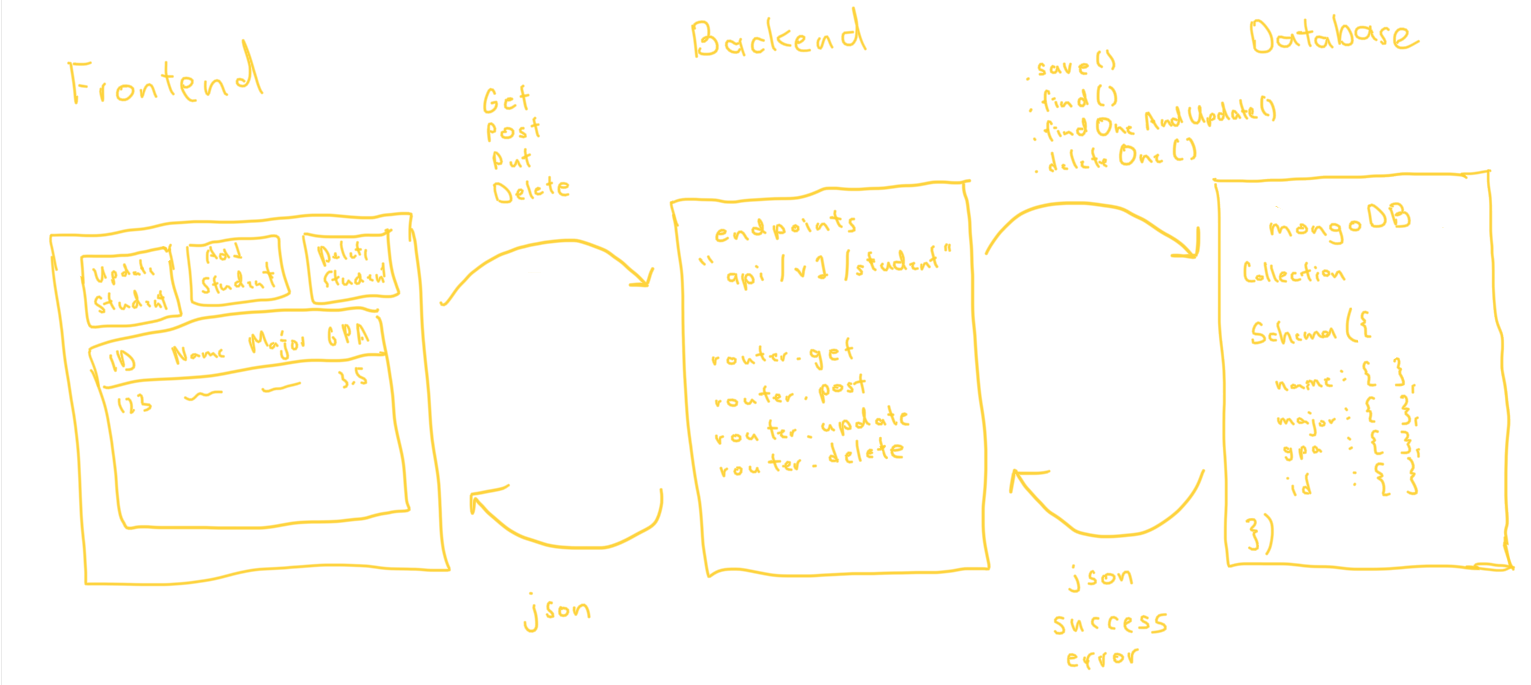 Frontend
Backend
Database
Get
Post
Put
Delete
.save()
.find()
.findOneAndUpdate()
.deleteOne()
Update
Student
Add
Student
Delete
Student
ID Name Major GPA
123 3.5
endpoints
"api/v1/student"
router.get
router.post
router.update
router.delete
mongoDB
Collection
Schema({
name: { },
major: { },
gpa : { },
id : { }
})
json
json
success
error